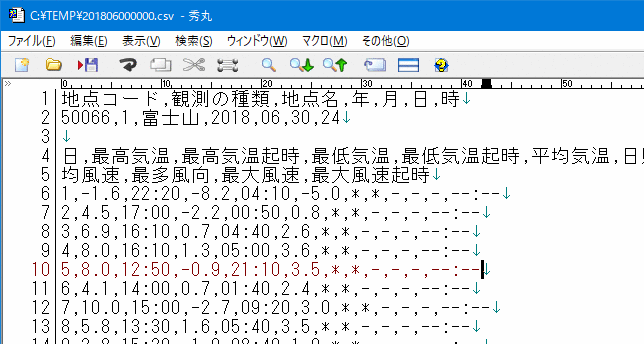 C:¥TEMP¥201806000000.csv - 秀丸
ファイル(F) 編集(E) 表示(V) 検索(S) ウィンドウ(W) マクロ(M) その他(O)
0 10 20 30 40 50
1 地点コード,観測の種類,地点名,年,月,日,時↓
2 50066,1,富士山,2018,06,30,24↓
3 ↓
4 日,最高気温,最高気温起時,最低気温,最低気温起時,平均気温,日
5 均風速,最多風向,最大風速,最大風速起時↓
6 1,-1.6,22:20,-8.2,04:10,-5.0,*,*,-,-,-,--:--↓
7 2,4.5,17:00,-2.2,00:50,0.8,*,*,-,-,-,--:--↓
8 3,6.9,16:10,0.7,04:40,2.6,*,*,-,-,-,--:--↓
9 4,8.0,16:10,1.3,05:00,3.6,*,*,-,-,-,--:--↓
10 5,8.0,12:50,-0.9,21:10,3.5,*,*,-,-,-,--:--↓
11 6,4.1,14:00,0.7,01:40,2.4,*,*,-,-,-,--:--↓
12 7,10.0,15:00,-2.7,09:20,3.0,*,*,-,-,-,--:--↓
13 8,5.8,13:30,1.6,05:40,3.5,*,*,-,-,-,--:--↓